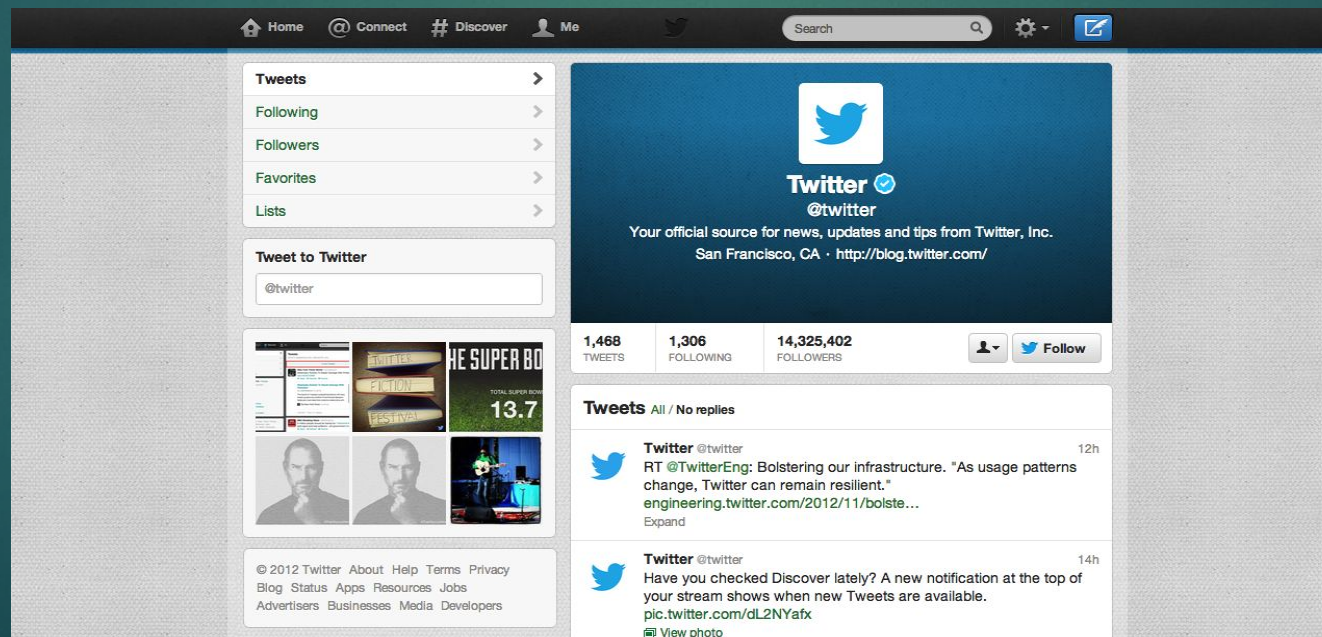 Home
Connect
Discover
Me
Search
Tweets
Following
Followers
Favorites
Lists
Tweet to Twitter
@twitter
TWITTER
FICTION
FESTIVAL
HE SUPER BO
TOTAL SUPER BOW
13.7
© 2012 Twitter About Help Terms Privacy
Blog Status Apps Resources Jobs
Advertisers Businesses Media Developers
Twitter
@twitter
Your official source for news, updates and tips from Twitter, Inc.
San Francisco, CA · http://blog.twitter.com/
1,468
TWEETS
1,306
FOLLOWING
14,325,402
FOLLOWERS
Follow
Tweets All / No replies
Twitter @twitter 12h
RT @TwitterEng: Bolstering our infrastructure. "As usage patterns
change, Twitter can remain resilient."
engineering.twitter.com/2012/11/bolste…
Expand
Twitter @twitter 14h
Have you checked Discover lately? A new notification at the top of
your stream shows when new Tweets are available.
pic.twitter.com/dL2NYafx
View photo